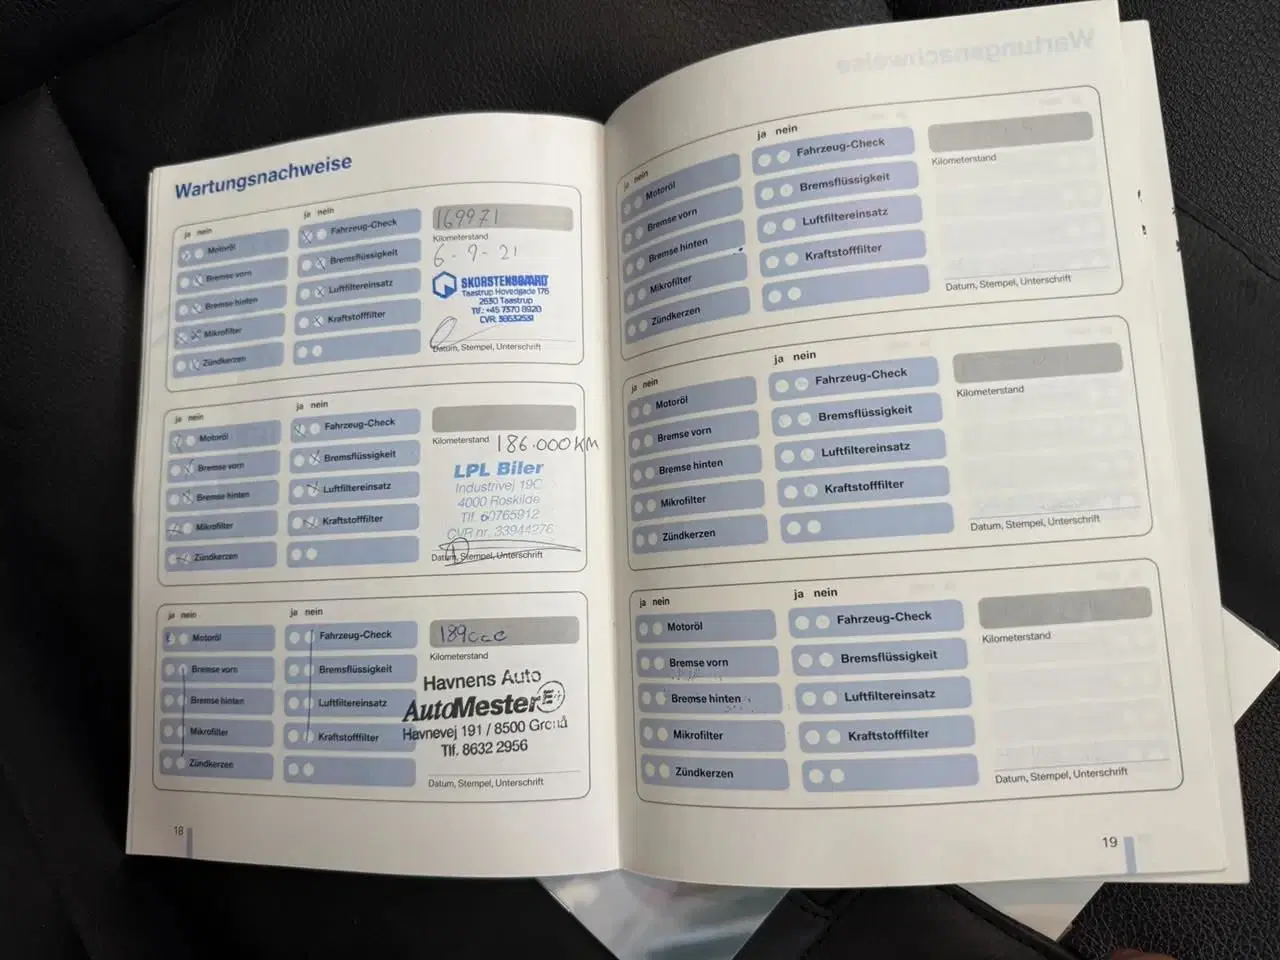 Wartungsnachweise
ja nein
Motoröl
Bremse vorn
Bremse hinten
Mikrofilter
Zündkerzen
ja nein
Fahrzeug-Check
Bremsflüssigkeit
Luftfiltereinsatz
Kraftstofffilter
169971
Kilometerstand
6-9-21
SKORSTENSGAARD
Taastrup Hovedgade 176
2630 Taastrup
Tlf.: +45 7370 8920
CVR
Datum, Stempel, Unterschrift
ja nein
Motoröl
Bremse vorn
Bremse hinten
Mikrofilter
Zündkerzen
ja nein
Fahrzeug-Check
Bremsflüssigkeit
Luftfiltereinsatz
Kraftstofffilter
Kilometerstand 186.000 KM
LPL Biler
Industrivej 19C
4000 Roskilde
Tlf. 60765912
CVR nr. 33944276
Datum, Stempel, Unterschrift
ja nein
Motoröl
Bremse vorn
Bremse hinten
Mikrofilter
Zündkerzen
ja nein
Fahrzeug-Check
Bremsflüssigkeit
Luftfiltereinsatz
Kraftstofffilter
189000
Kilometerstand
Havnens Auto
AutoMester
Havnevej 191 / 8500 Grenå
Tlf. 8632 2956
Datum, Stempel, Unterschrift
18
ja nein
Motoröl
Bremse vorn
Bremse hinten
Mikrofilter
Zündkerzen
ja nein
Fahrzeug-Check
Bremsflüssigkeit
Luftfiltereinsatz
Kraftstofffilter
Kilometerstand
Datum, Stempel, Unterschrift
ja nein
Motoröl
Bremse vorn
Bremse hinten
Mikrofilter
Zündkerzen
ja nein
Fahrzeug-Check
Bremsflüssigkeit
Luftfiltereinsatz
Kraftstofffilter
Kilometerstand
Datum, Stempel, Unterschrift
ja nein
Motoröl
Bremse vorn
Bremse hinten
Mikrofilter
Zündkerzen
ja nein
Fahrzeug-Check
Bremsflüssigkeit
Luftfiltereinsatz
Kraftstofffilter
Kilometerstand
Datum, Stempel, Unterschrift
19